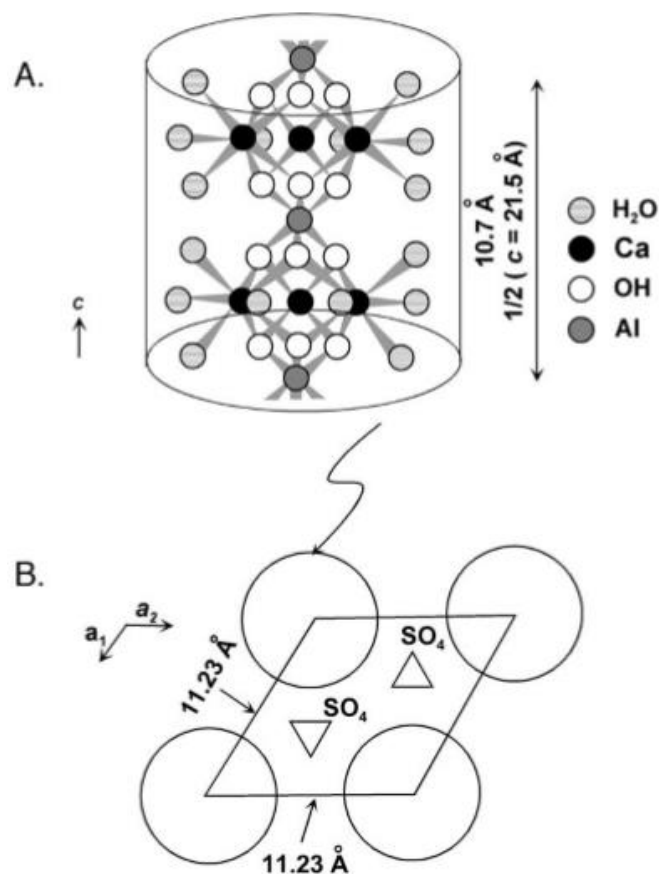 A.
c
10.7 Å
1/2 ( c = 21.5 Å)
H₂O
Ca
OH
Al
B.
a₁
a₂
11.23 Å
SO₄
SO₄
11.23 Å